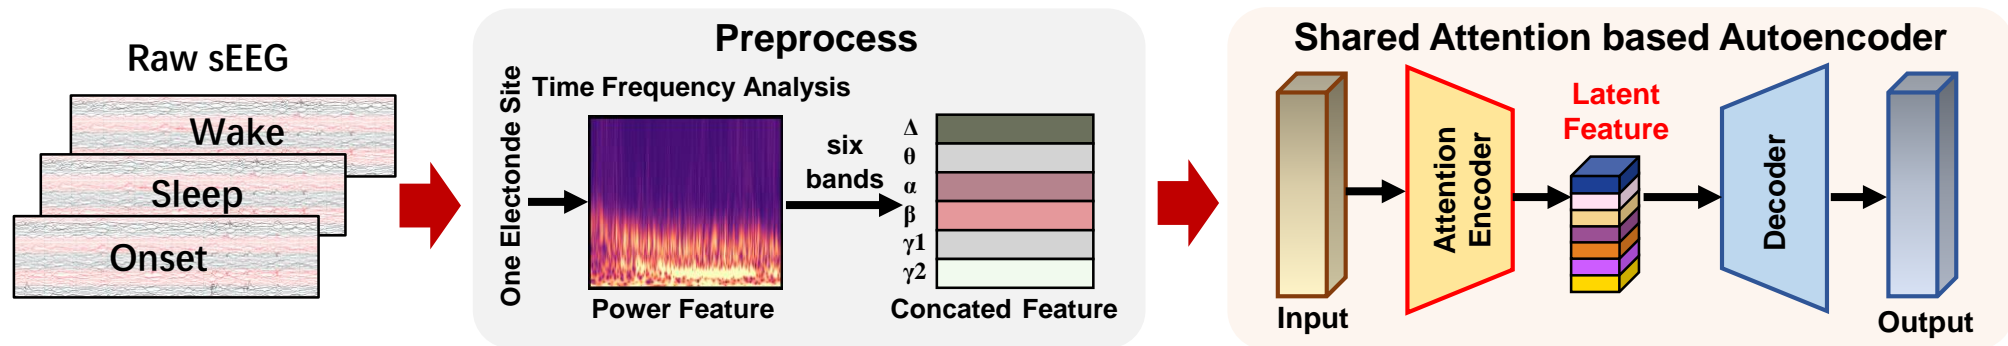 Raw sEEG
Wake
Sleep
Onset
Preprocess
One Electonde Site
Time Frequency Analysis
Power Feature
six
bands
Δ
θ
α
β
γ1
γ2
Concated Feature
Shared Attention based Autoencoder
Input
Attention
Encoder
Latent
Feature
Decoder
Output